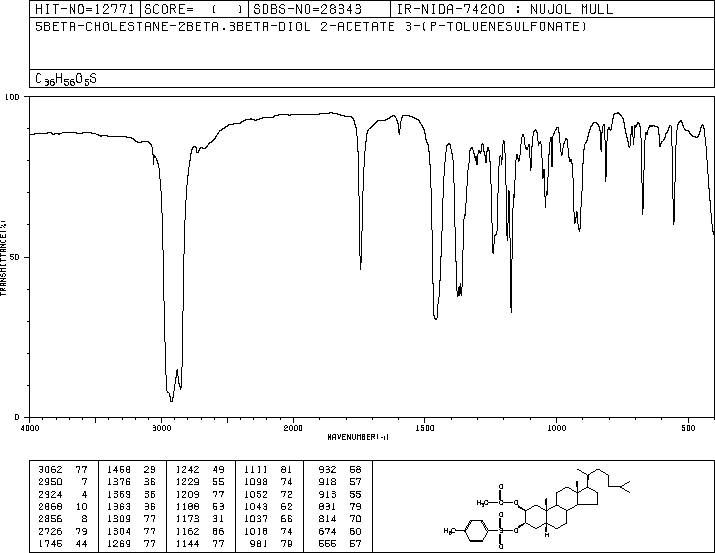 HIT-NO=12771 SCORE= ( ) SDBS-NO=28343 IR-NIDA-74200 : NUJOL MULL
5BETA-CHOLESTANE-2BETA,3BETA-DIOL 2-ACETATE 3-(P-TOLUENESULFONATE)
C36H56O5S
100
50
0
TRANSMITTANCE(%)
4000 3000 2000 1500 1000 500
WAVENUMBER(-1)
3062 77 1458 29 1242 49 1111 81 932 58
2950 7 1376 36 1229 55 1098 74 918 57
2924 4 1369 36 1209 77 1052 72 913 55
2868 10 1363 36 1188 53 1043 62 831 79
2856 8 1309 77 1173 31 1037 66 814 70
2726 79 1304 77 1162 86 1018 74 674 60
1745 44 1269 77 1144 77 981 79 555 57
O
H3C
O
O
H3C
S
O
O
H